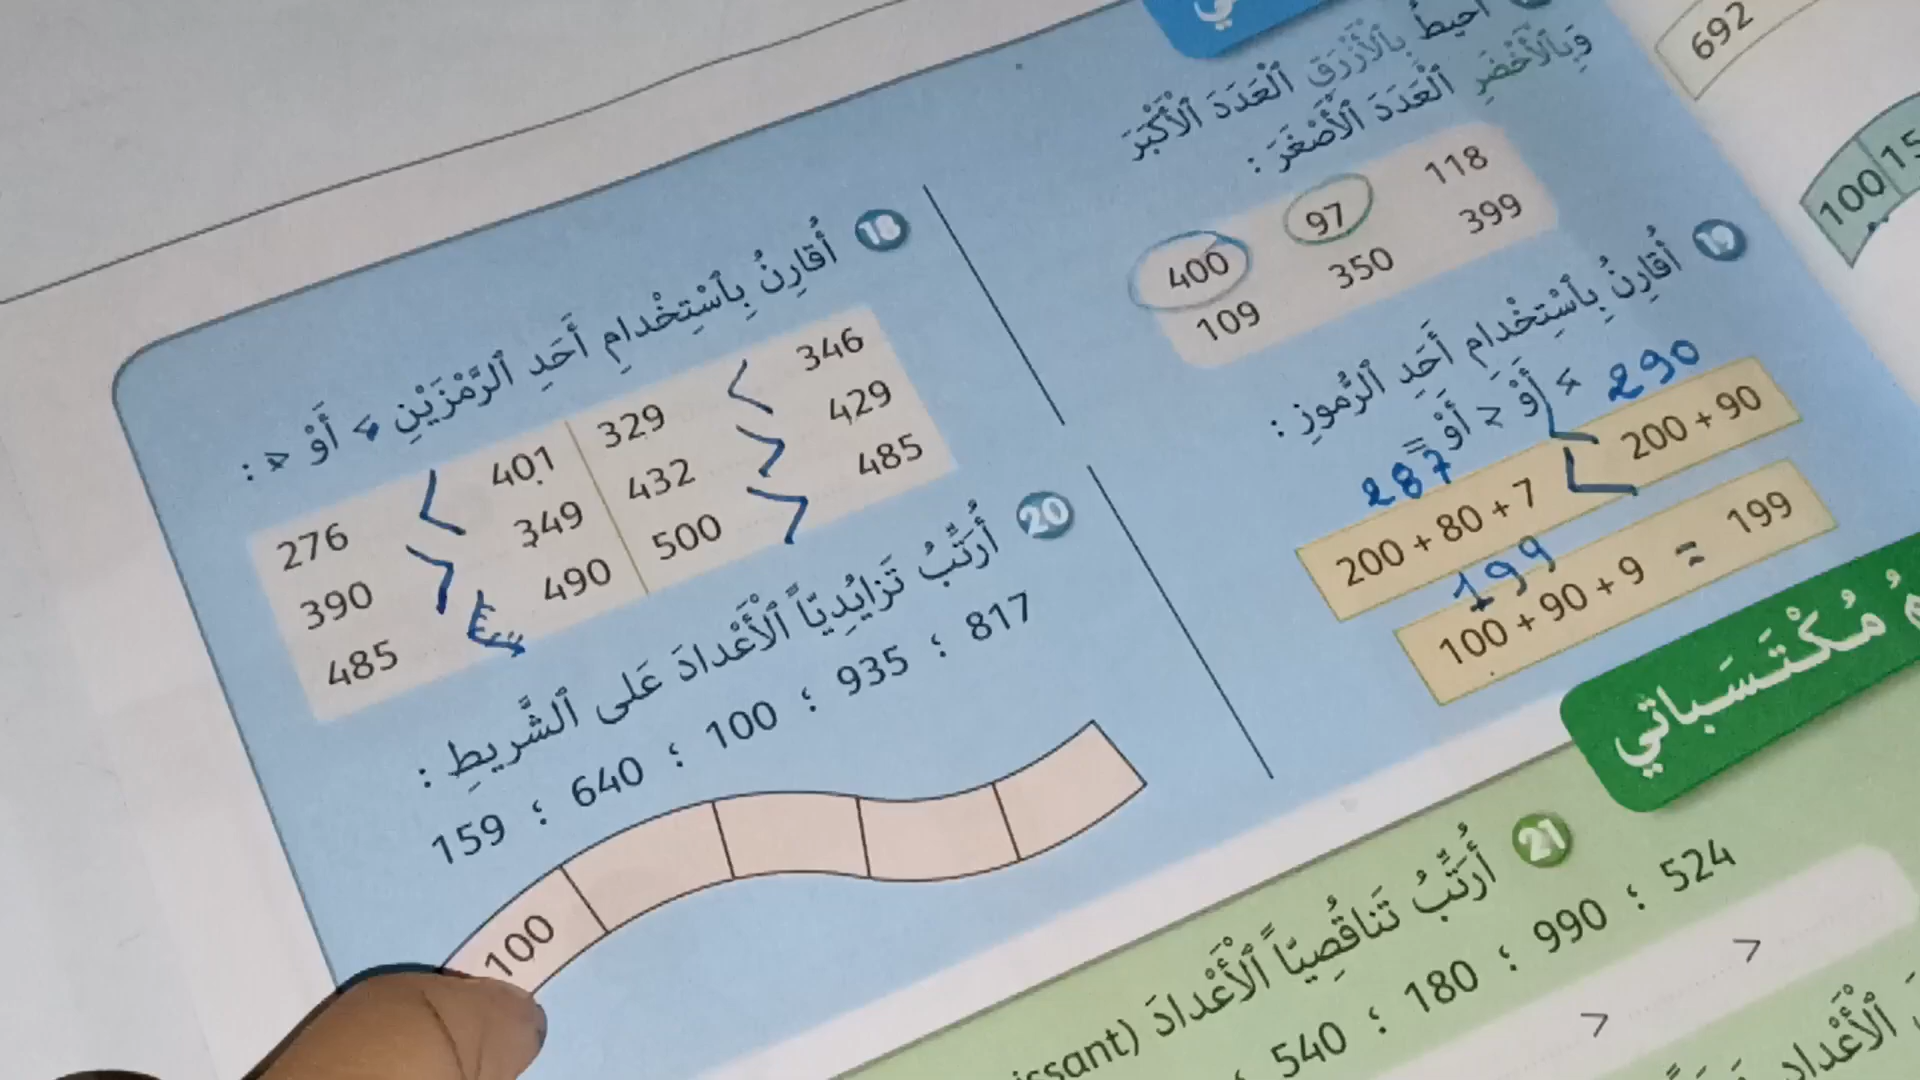 أُحيطُ بِٱلْأَزْرَقِ ٱلْعَدَدَ ٱلْأَكْبَرَ
وَبِٱلْأَخْضَرِ ٱلْعَدَدَ ٱلْأَصْغَرَ :
400 97 118
109 350 399
19 أُقارِنُ بِٱسْتِخْدامِ أَحَدِ ٱلرُّموزِ :
> أَوْ < أَوْ =
287 290
200 + 80 + 7 < 200 + 90
199
100 + 90 + 9 = 199
18 أُقارِنُ بِٱسْتِخْدامِ أَحَدِ ٱلرَّمْزَيْنِ > أَوْ < :
276 < 401 329 < 346
390 > 349 432 > 429
485 < 490 500 > 485
20 أُرَتِّبُ تَزايُدِيّاً ٱلْأَعْدادَ عَلى ٱلشَّريطِ :
159 ؛ 640 ؛ 100 ؛ 935 ؛ 817
100
مُكْتَسَباتي
21 أُرَتِّبُ تَناقُصِيّاً ٱلْأَعْدادَ (issant
540 ؛ 180 ؛ 990 ؛ 524
>
>
ٱلْأَعْدادِ
692
100 15